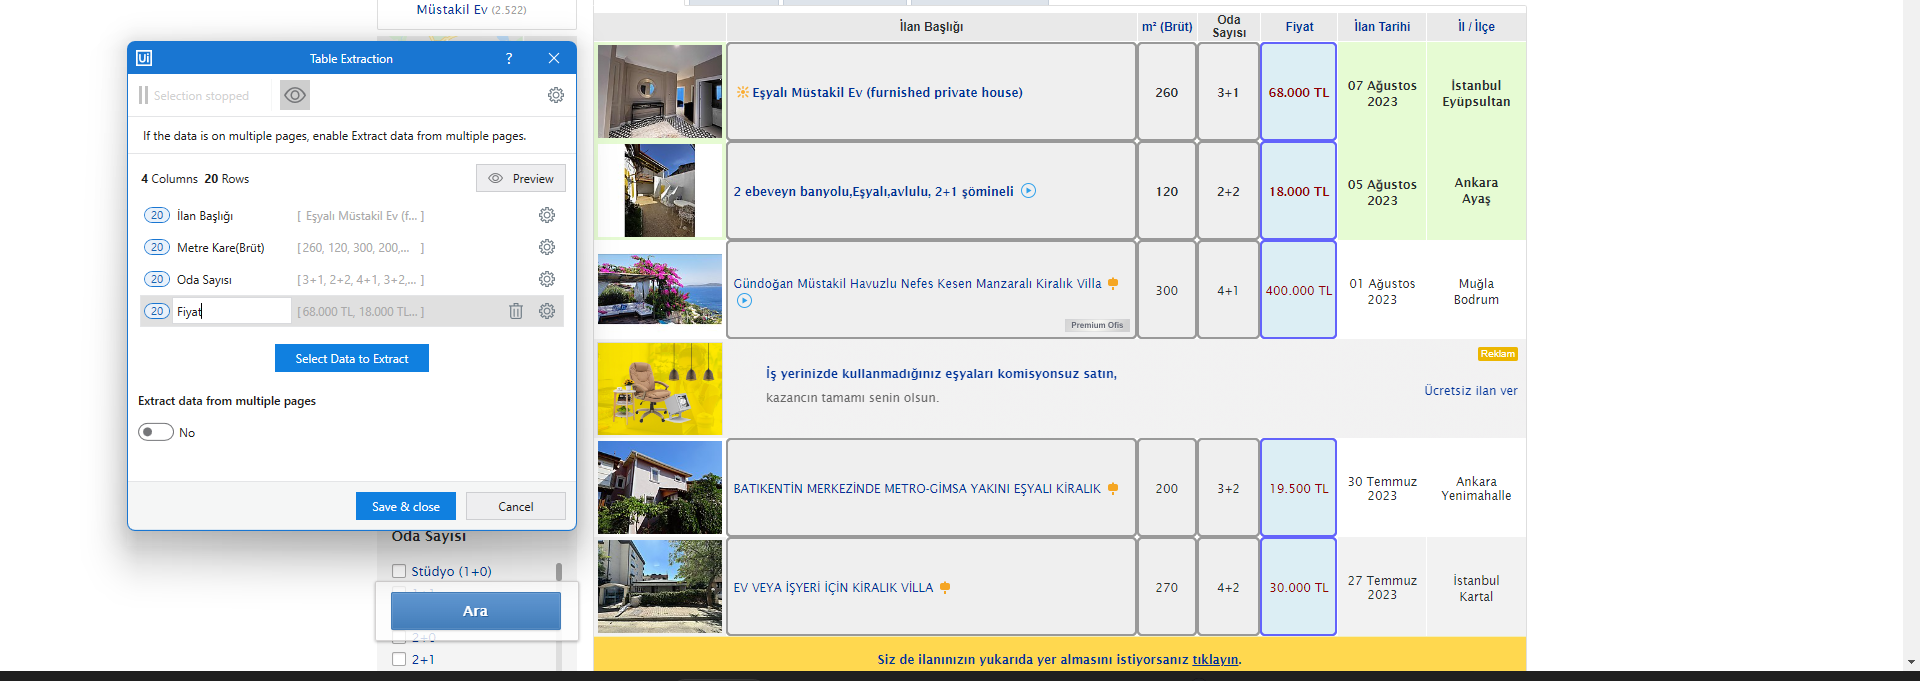 Müstakil Ev (2.522)
Ui Table Extraction ?
Selection stopped
If the data is on multiple pages, enable Extract data from multiple pages.
4 Columns 20 Rows
Preview
20 İlan Başlığı [ Eşyalı Müstakil Ev (f... ]
20 Metre Kare(Brüt) [ 260, 120, 300, 200,... ]
20 Oda Sayısı [ 3+1, 2+2, 4+1, 3+2,... ]
20 Fiyat [ 68.000 TL, 18.000 TL... ]
Select Data to Extract
Extract data from multiple pages
No
Save & close Cancel
Oda Sayısı
Stüdyo (1+0)
Ara
2+0
2+1
İlan Başlığı m² (Brüt) Oda Sayısı Fiyat İlan Tarihi İl / İlçe
Eşyalı Müstakil Ev (furnished private house) 260 3+1 68.000 TL 07 Ağustos 2023 İstanbul Eyüpsultan
2 ebeveyn banyolu,Eşyalı,avlulu, 2+1 şömineli 120 2+2 18.000 TL 05 Ağustos 2023 Ankara Ayaş
Gündoğan Müstakil Havuzlu Nefes Kesen Manzaralı Kiralık Villa 300 4+1 400.000 TL 01 Ağustos 2023 Muğla Bodrum
Premium Ofis
Reklam
İş yerinizde kullanmadığınız eşyaları komisyonsuz satın,
kazancın tamamı senin olsun.
Ücretsiz ilan ver
BATIKENTİN MERKEZİNDE METRO-GİMSA YAKINI EŞYALI KİRALIK 200 3+2 19.500 TL 30 Temmuz 2023 Ankara Yenimahalle
EV VEYA İŞYERİ İÇİN KİRALIK VİLLA 270 4+2 30.000 TL 27 Temmuz 2023 İstanbul Kartal
Siz de ilanınızın yukarıda yer almasını istiyorsanız tıklayın.